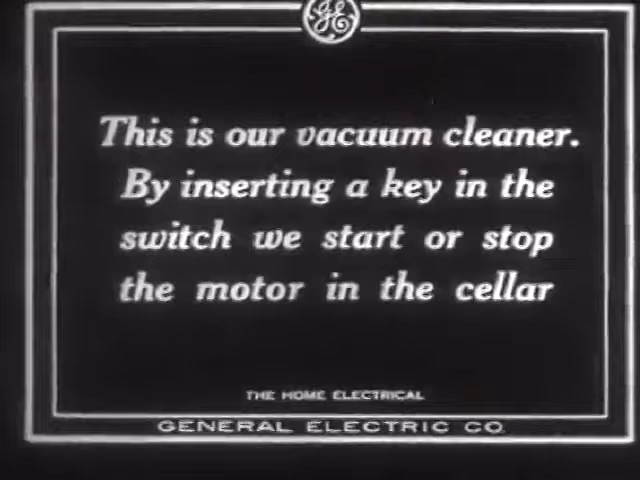 GE
This is our vacuum cleaner.
By inserting a key in the
switch we start or stop
the motor in the cellar
THE HOME ELECTRICAL
GENERAL ELECTRIC CO.